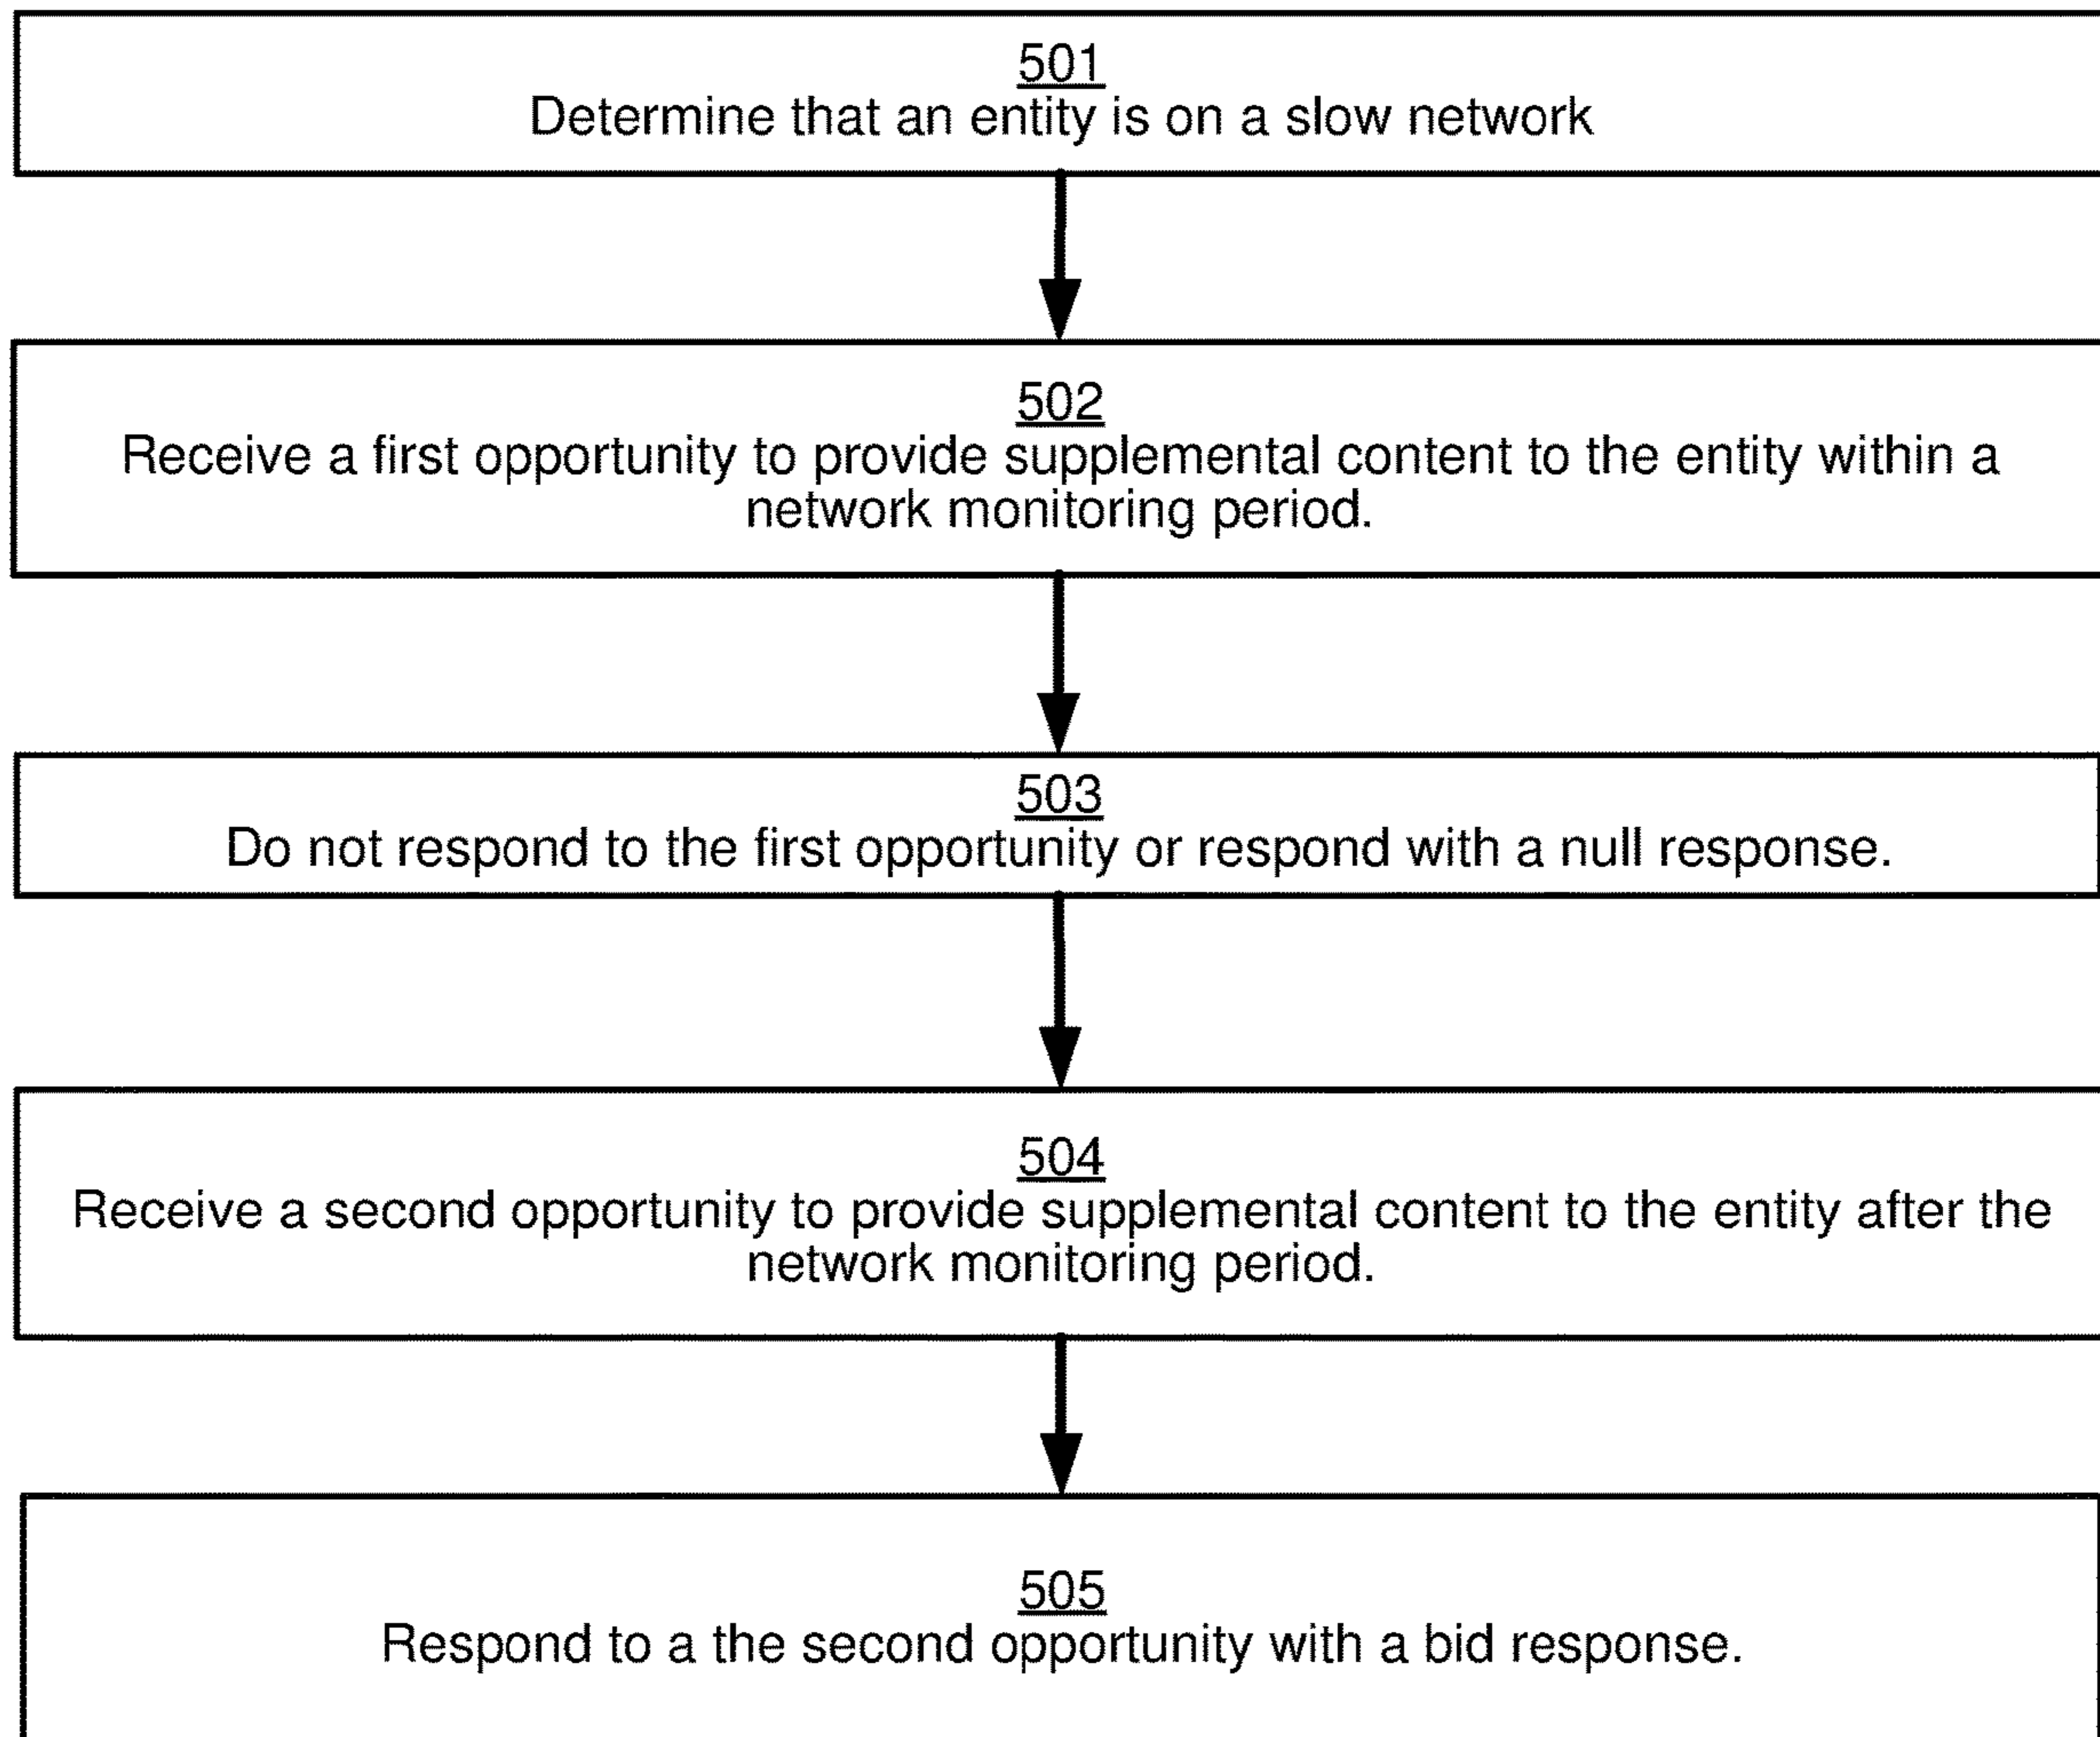 501
Determine that an entity is on a slow network
502
Receive a first opportunity to provide supplemental content to the entity within a
network monitoring period.
503
Do not respond to the first opportunity or respond with a null response.
504
Receive a second opportunity to provide supplemental content to the entity after the
network monitoring period.
505
Respond to a the second opportunity with a bid response.